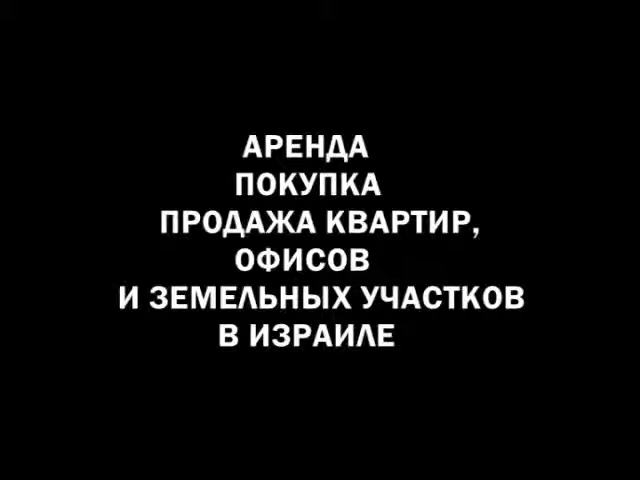 АРЕНДА
ПОКУПКА
ПРОДАЖА КВАРТИР,
ОФИСОВ
И ЗЕМЕЛЬНЫХ УЧАСТКОВ
В ИЗРАИЛЕ